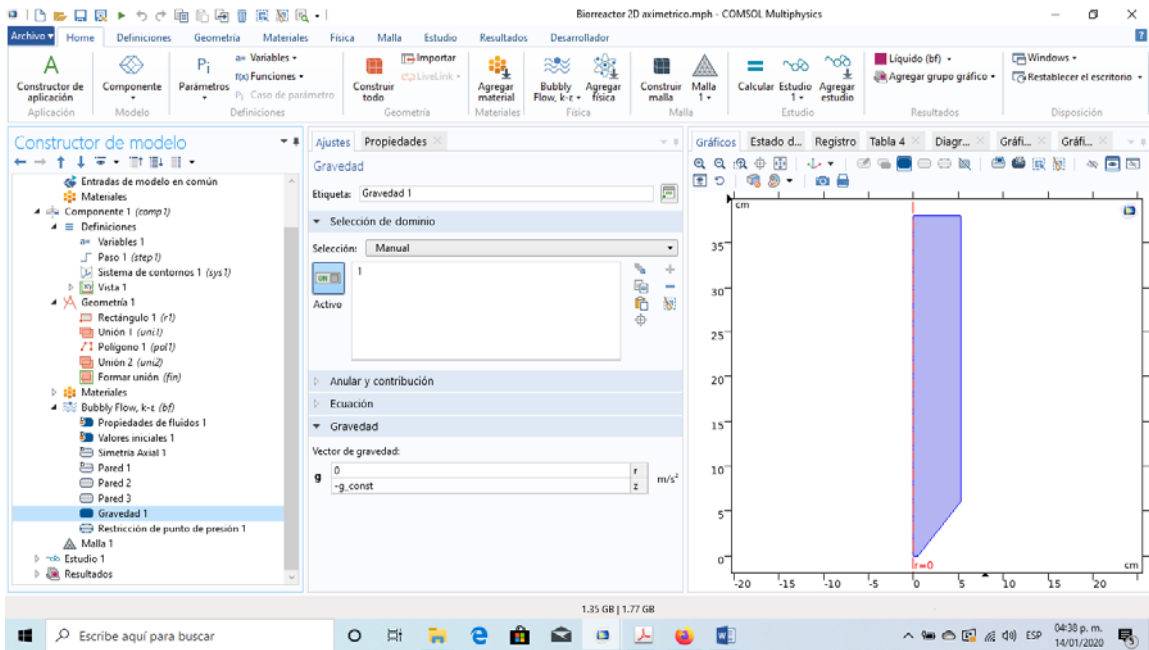 Biorreactor 2D aximetrico.mph - COMSOL Multiphysics
Archivo Home Definiciones Geometría Materiales Física Malla Estudio Resultados Desarrollador
Constructor de aplicación
Aplicación
Componente
Modelo
Pi
Parámetros
a= Variables
f(x) Funciones
Pi Caso de parámetro
Definiciones
Construir todo
Importar
LiveLink
Geometría
Agregar material
Materiales
Bubbly Flow, k-ε
Agregar física
Física
Construir malla
Malla 1
Malla
Calcular
Estudio 1
Agregar estudio
Estudio
Líquido (bf)
Agregar grupo gráfico
Resultados
Windows
Restablecer el escritorio
Disposición
Constructor de modelo
Entradas de modelo en común
Materiales
Componente 1 (comp1)
Definiciones
a= Variables 1
Paso 1 (step1)
Sistema de contornos 1 (sys1)
Vista 1
Geometría 1
Rectángulo 1 (r1)
Unión 1 (uni1)
Polígono 1 (pol1)
Unión 2 (uni2)
Formar unión (fin)
Materiales
Bubbly Flow, k-ε (bf)
Propiedades de fluidos 1
Valores iniciales 1
Simetría Axial 1
Pared 1
Pared 2
Pared 3
Gravedad 1
Restricción de punto de presión 1
Malla 1
Estudio 1
Resultados
Ajustes Propiedades
Gravedad
Etiqueta: Gravedad 1
Selección de dominio
Selección: Manual
ON
Activo
1
Anular y contribución
Ecuación
Gravedad
Vector de gravedad:
g
0 r
-g_const z
m/s²
Gráficos Estado d... Registro Tabla 4 Diagr... Gráfi... Gráfi...
cm
35
30
25
20
15
10
5
0
r=0
cm
-20 -15 -10 -5 0 5 10 15 20
1.35 GB | 1.77 GB
Escribe aquí para buscar
ESP
04:38 p. m.
14/01/2020